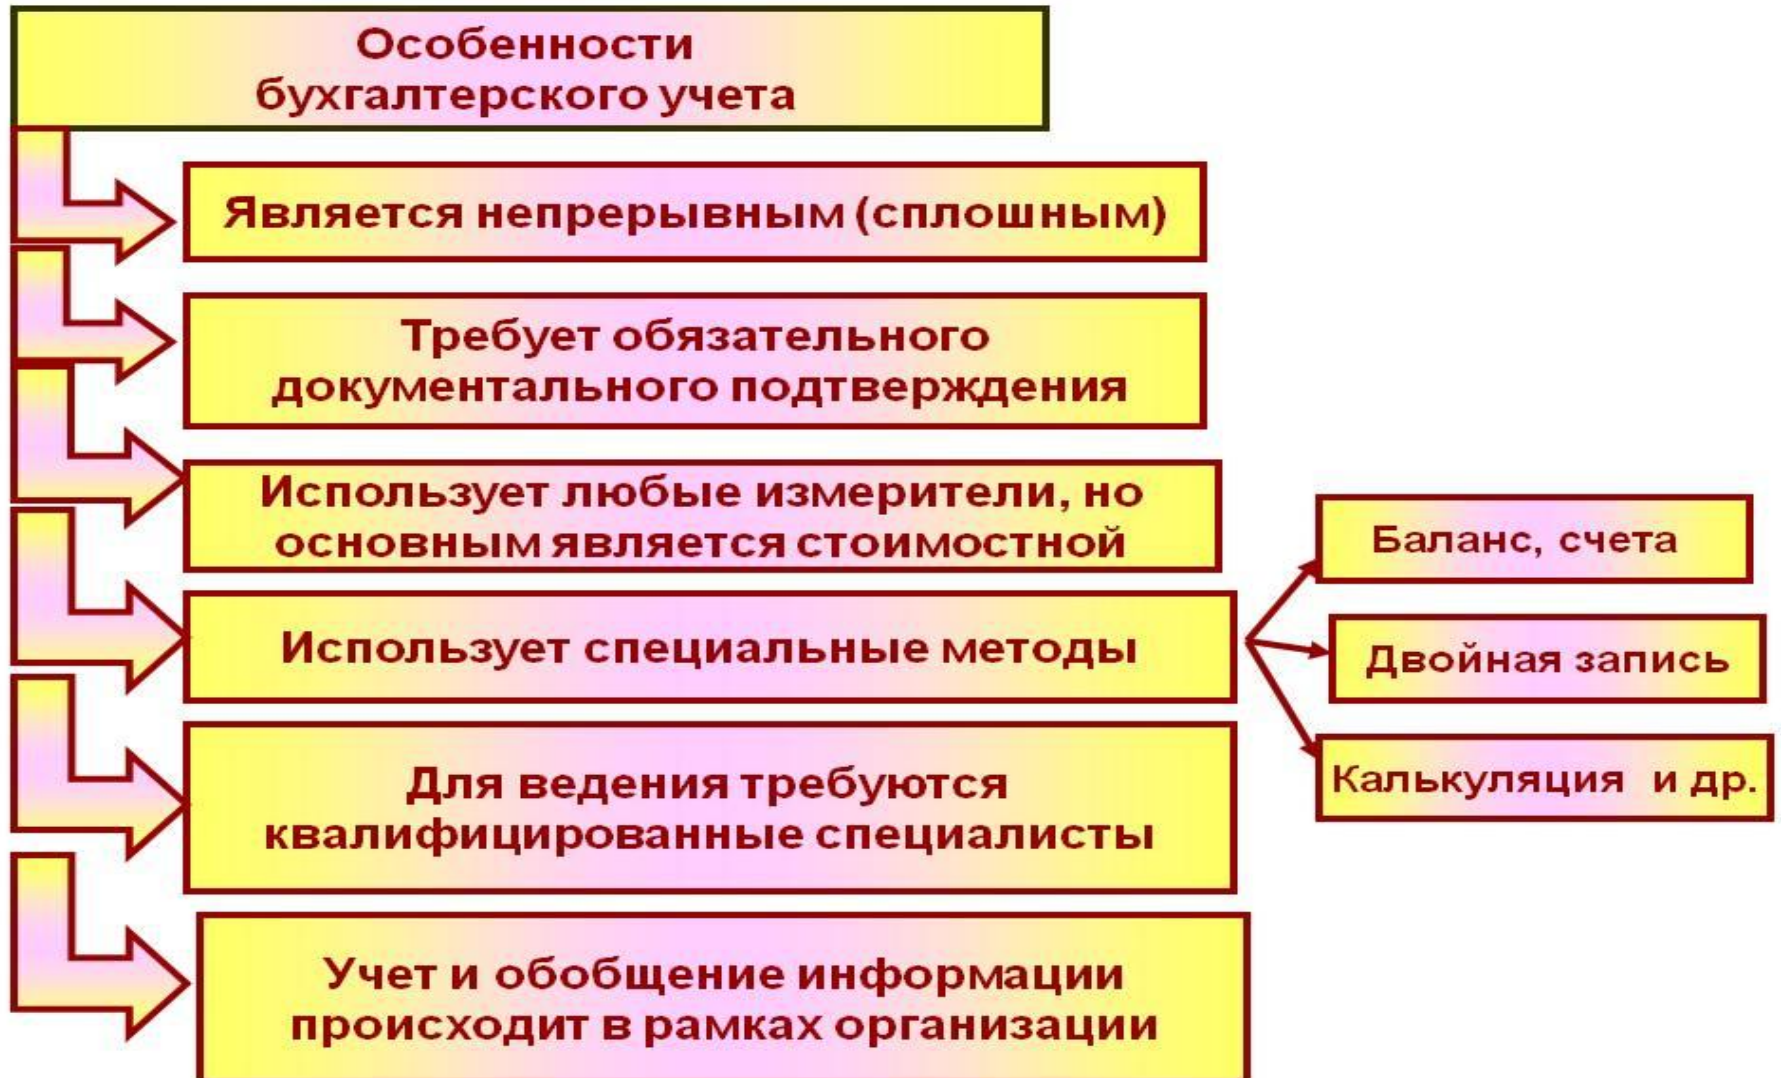 Особенности
бухгалтерского учета
Является непрерывным (сплошным)
Требует обязательного
документального подтверждения
Использует любые измерители, но
основным является стоимостной
Использует специальные методы
Баланс, счета
Двойная запись
Калькуляция и др.
Для ведения требуются
квалифицированные специалисты
Учет и обобщение информации
происходит в рамках организации